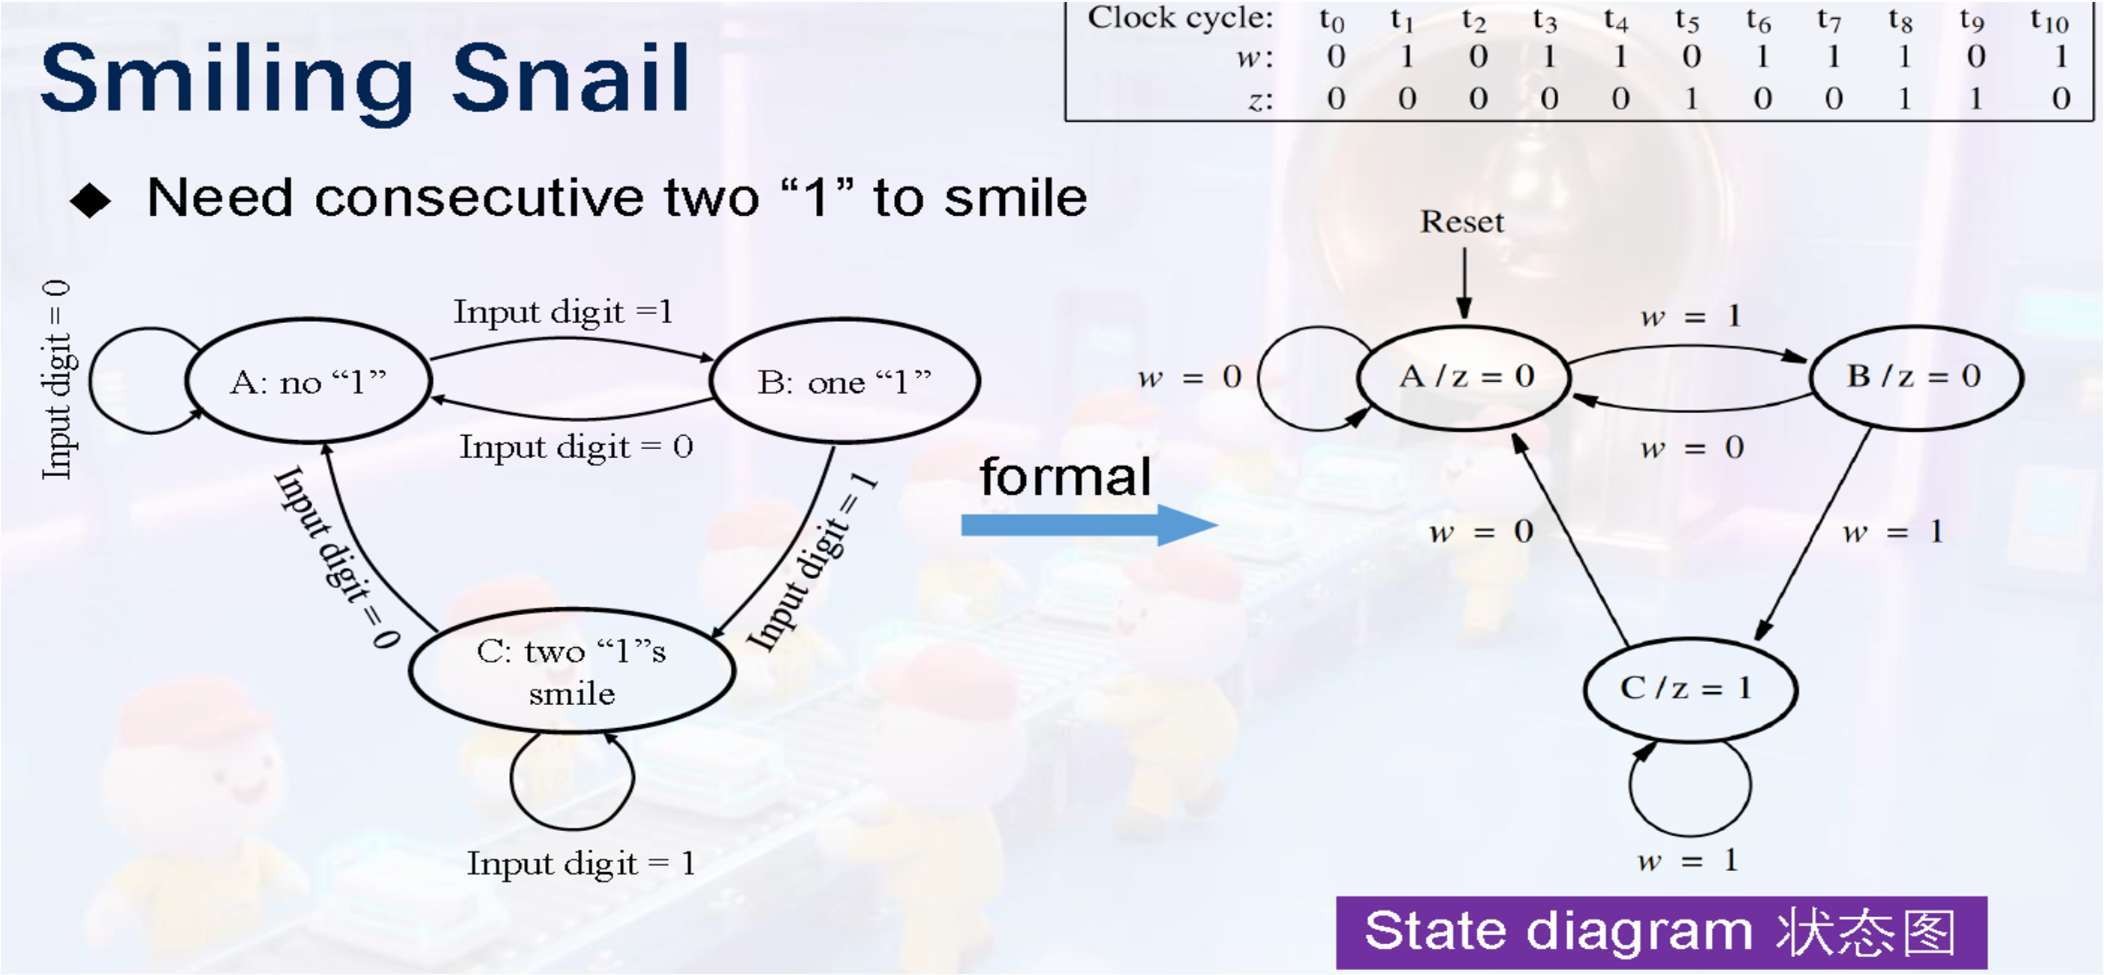 Smiling Snail
Clock cycle: t0 t1 t2 t3 t4 t5 t6 t7 t8 t9 t10
w: 0 1 0 1 1 0 1 1 1 0 1
z: 0 0 0 0 0 1 0 0 1 1 0
◆ Need consecutive two “1” to smile
Input digit = 0
A: no “1”
Input digit =1
B: one “1”
Input digit = 0
Input digit = 0
Input digit = 1
C: two “1”s
smile
Input digit = 1
formal
Reset
w = 0
A / z = 0
w = 1
B / z = 0
w = 0
w = 0
w = 1
C / z = 1
w = 1
State diagram 状态图